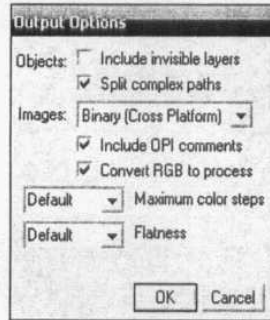 Output Options
Objects: Include invisible layers
Split complex paths
Images: Binary (Cross Platform)
Include OPI comments
Convert RGB to process
Default Maximum color steps
Default Flatness
OK Cancel